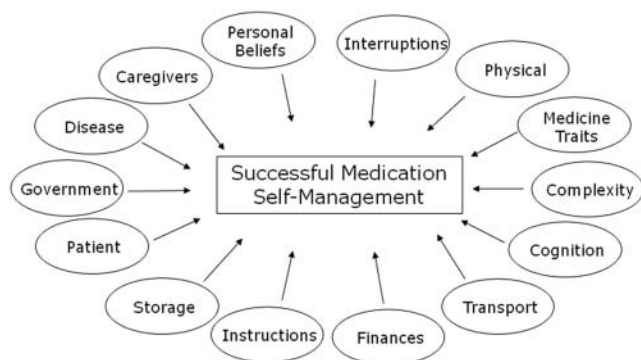 Personal
Beliefs
Interruptions
Caregivers
Physical
Disease
Medicine
Traits
Successful Medication
Self-Management
Government
Complexity
Patient
Cognition
Storage
Transport
Instructions
Finances